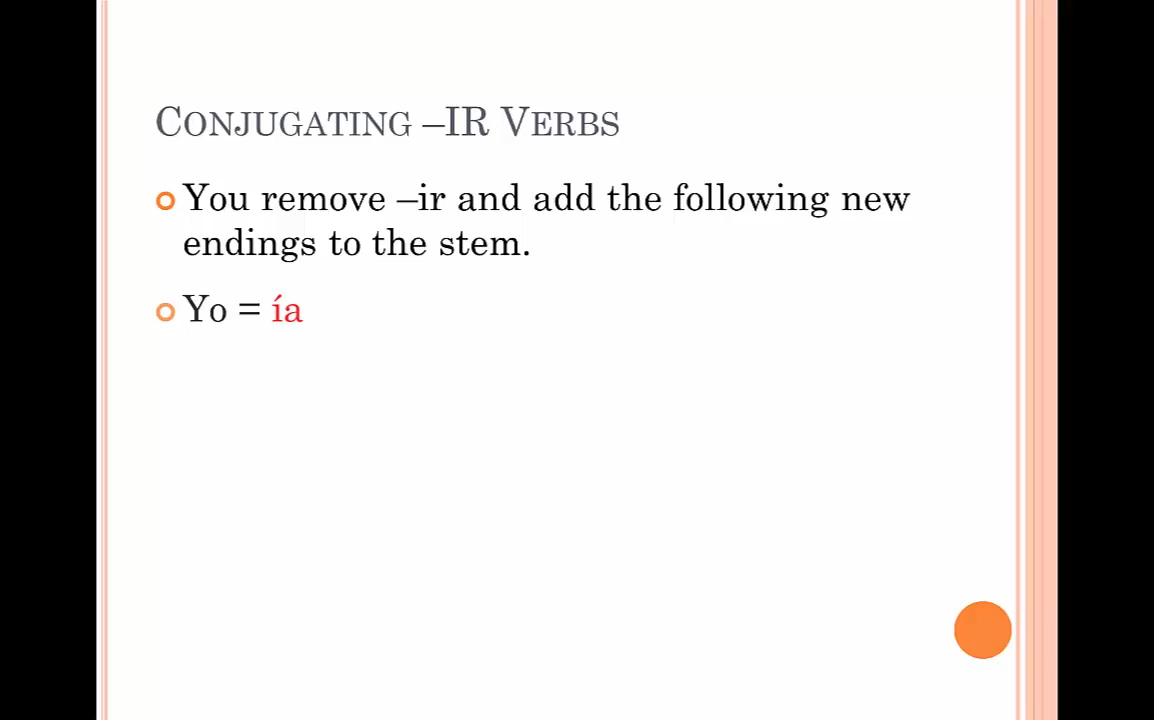 CONJUGATING –IR VERBS
You remove –ir and add the following new
endings to the stem.
Yo = ía